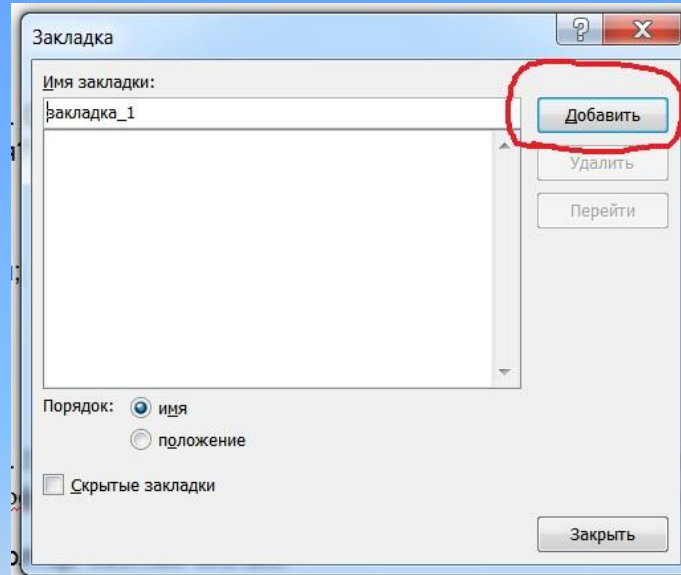 Закладка
Имя закладки:
закладка_1
Добавить
Удалить
Перейти
Порядок:
имя
положение
Скрытые закладки
Закрыть